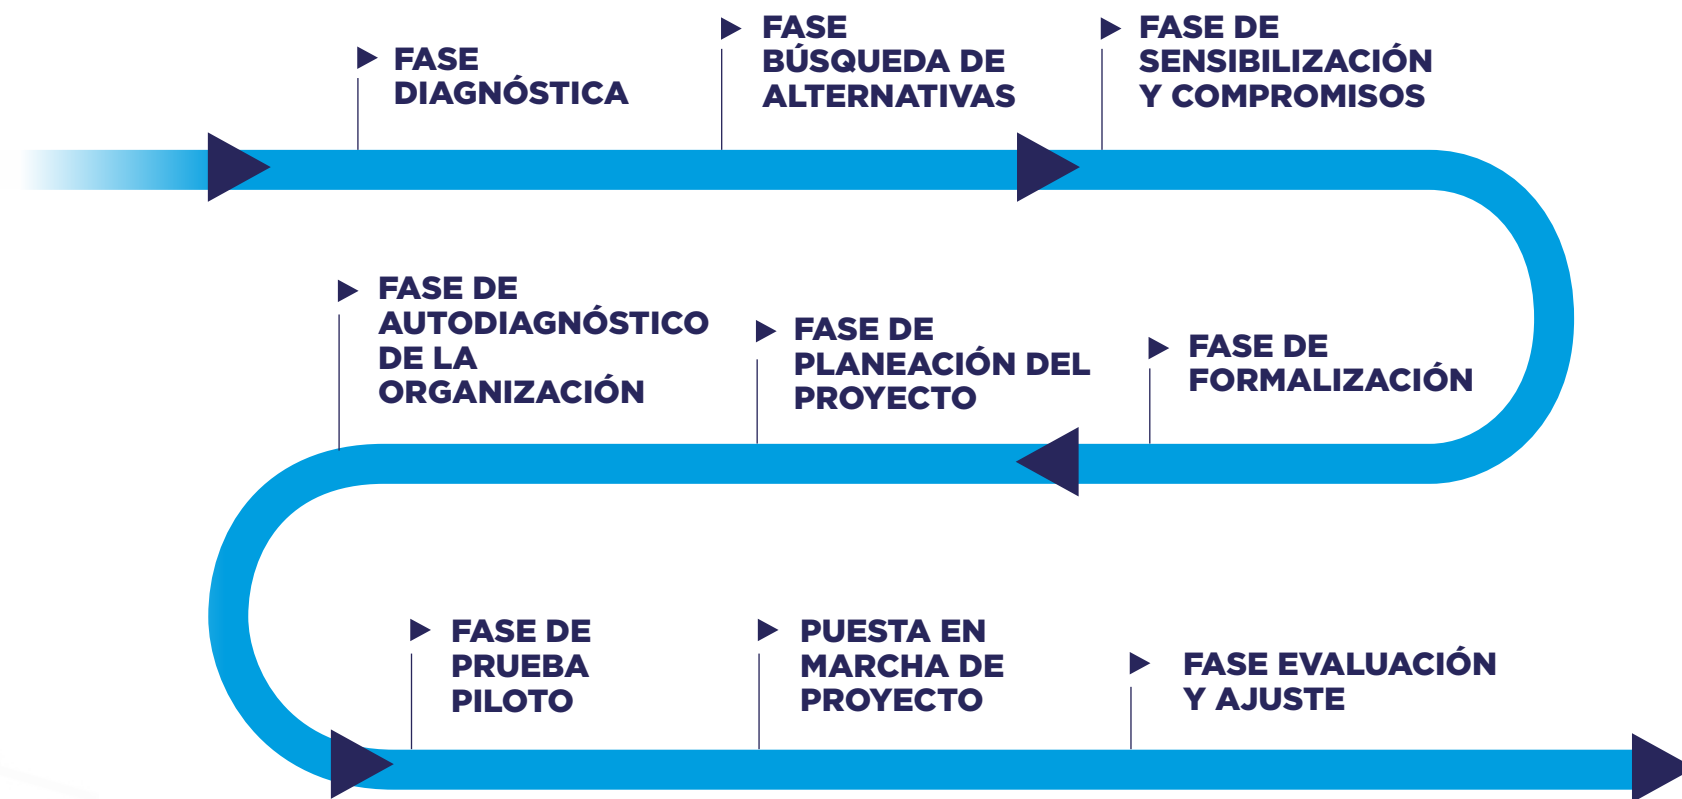 FASE
DIAGNÓSTICA
FASE
BÚSQUEDA DE
ALTERNATIVAS
FASE DE
SENSIBILIZACIÓN
Y COMPROMISOS
FASE DE
FORMALIZACIÓN
FASE DE
PLANEACIÓN DEL
PROYECTO
FASE DE
AUTODIAGNÓSTICO
DE LA
ORGANIZACIÓN
FASE DE
PRUEBA
PILOTO
PUESTA EN
MARCHA DE
PROYECTO
FASE EVALUACIÓN
Y AJUSTE